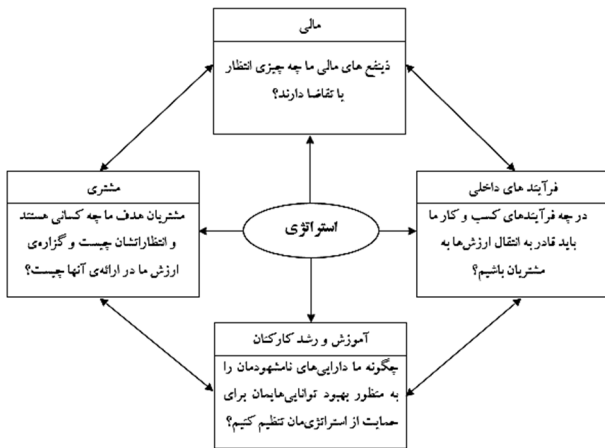 مالی
ذینفع های مالی ما چه چیزی انتظار
یا تقاضا دارند؟
فرآیند های داخلی
در چه فرآیندهای کسب و کار ما
باید قادر به انتقال ارزش‌ها به
مشتریان باشیم؟
استراتژی
مشتری
مشتریان هدف ما چه کسانی هستند
و انتظاراتشان چیست و گزاره‌ی
ارزش ما در ارائه‌ی آنها چیست؟
آموزش و رشد کارکنان
چگونه ما دارایی‌های نامشهودمان را
به منظور بهبود توانایی‌هایمان برای
حمایت از استراتژی‌مان تنظیم کنیم؟